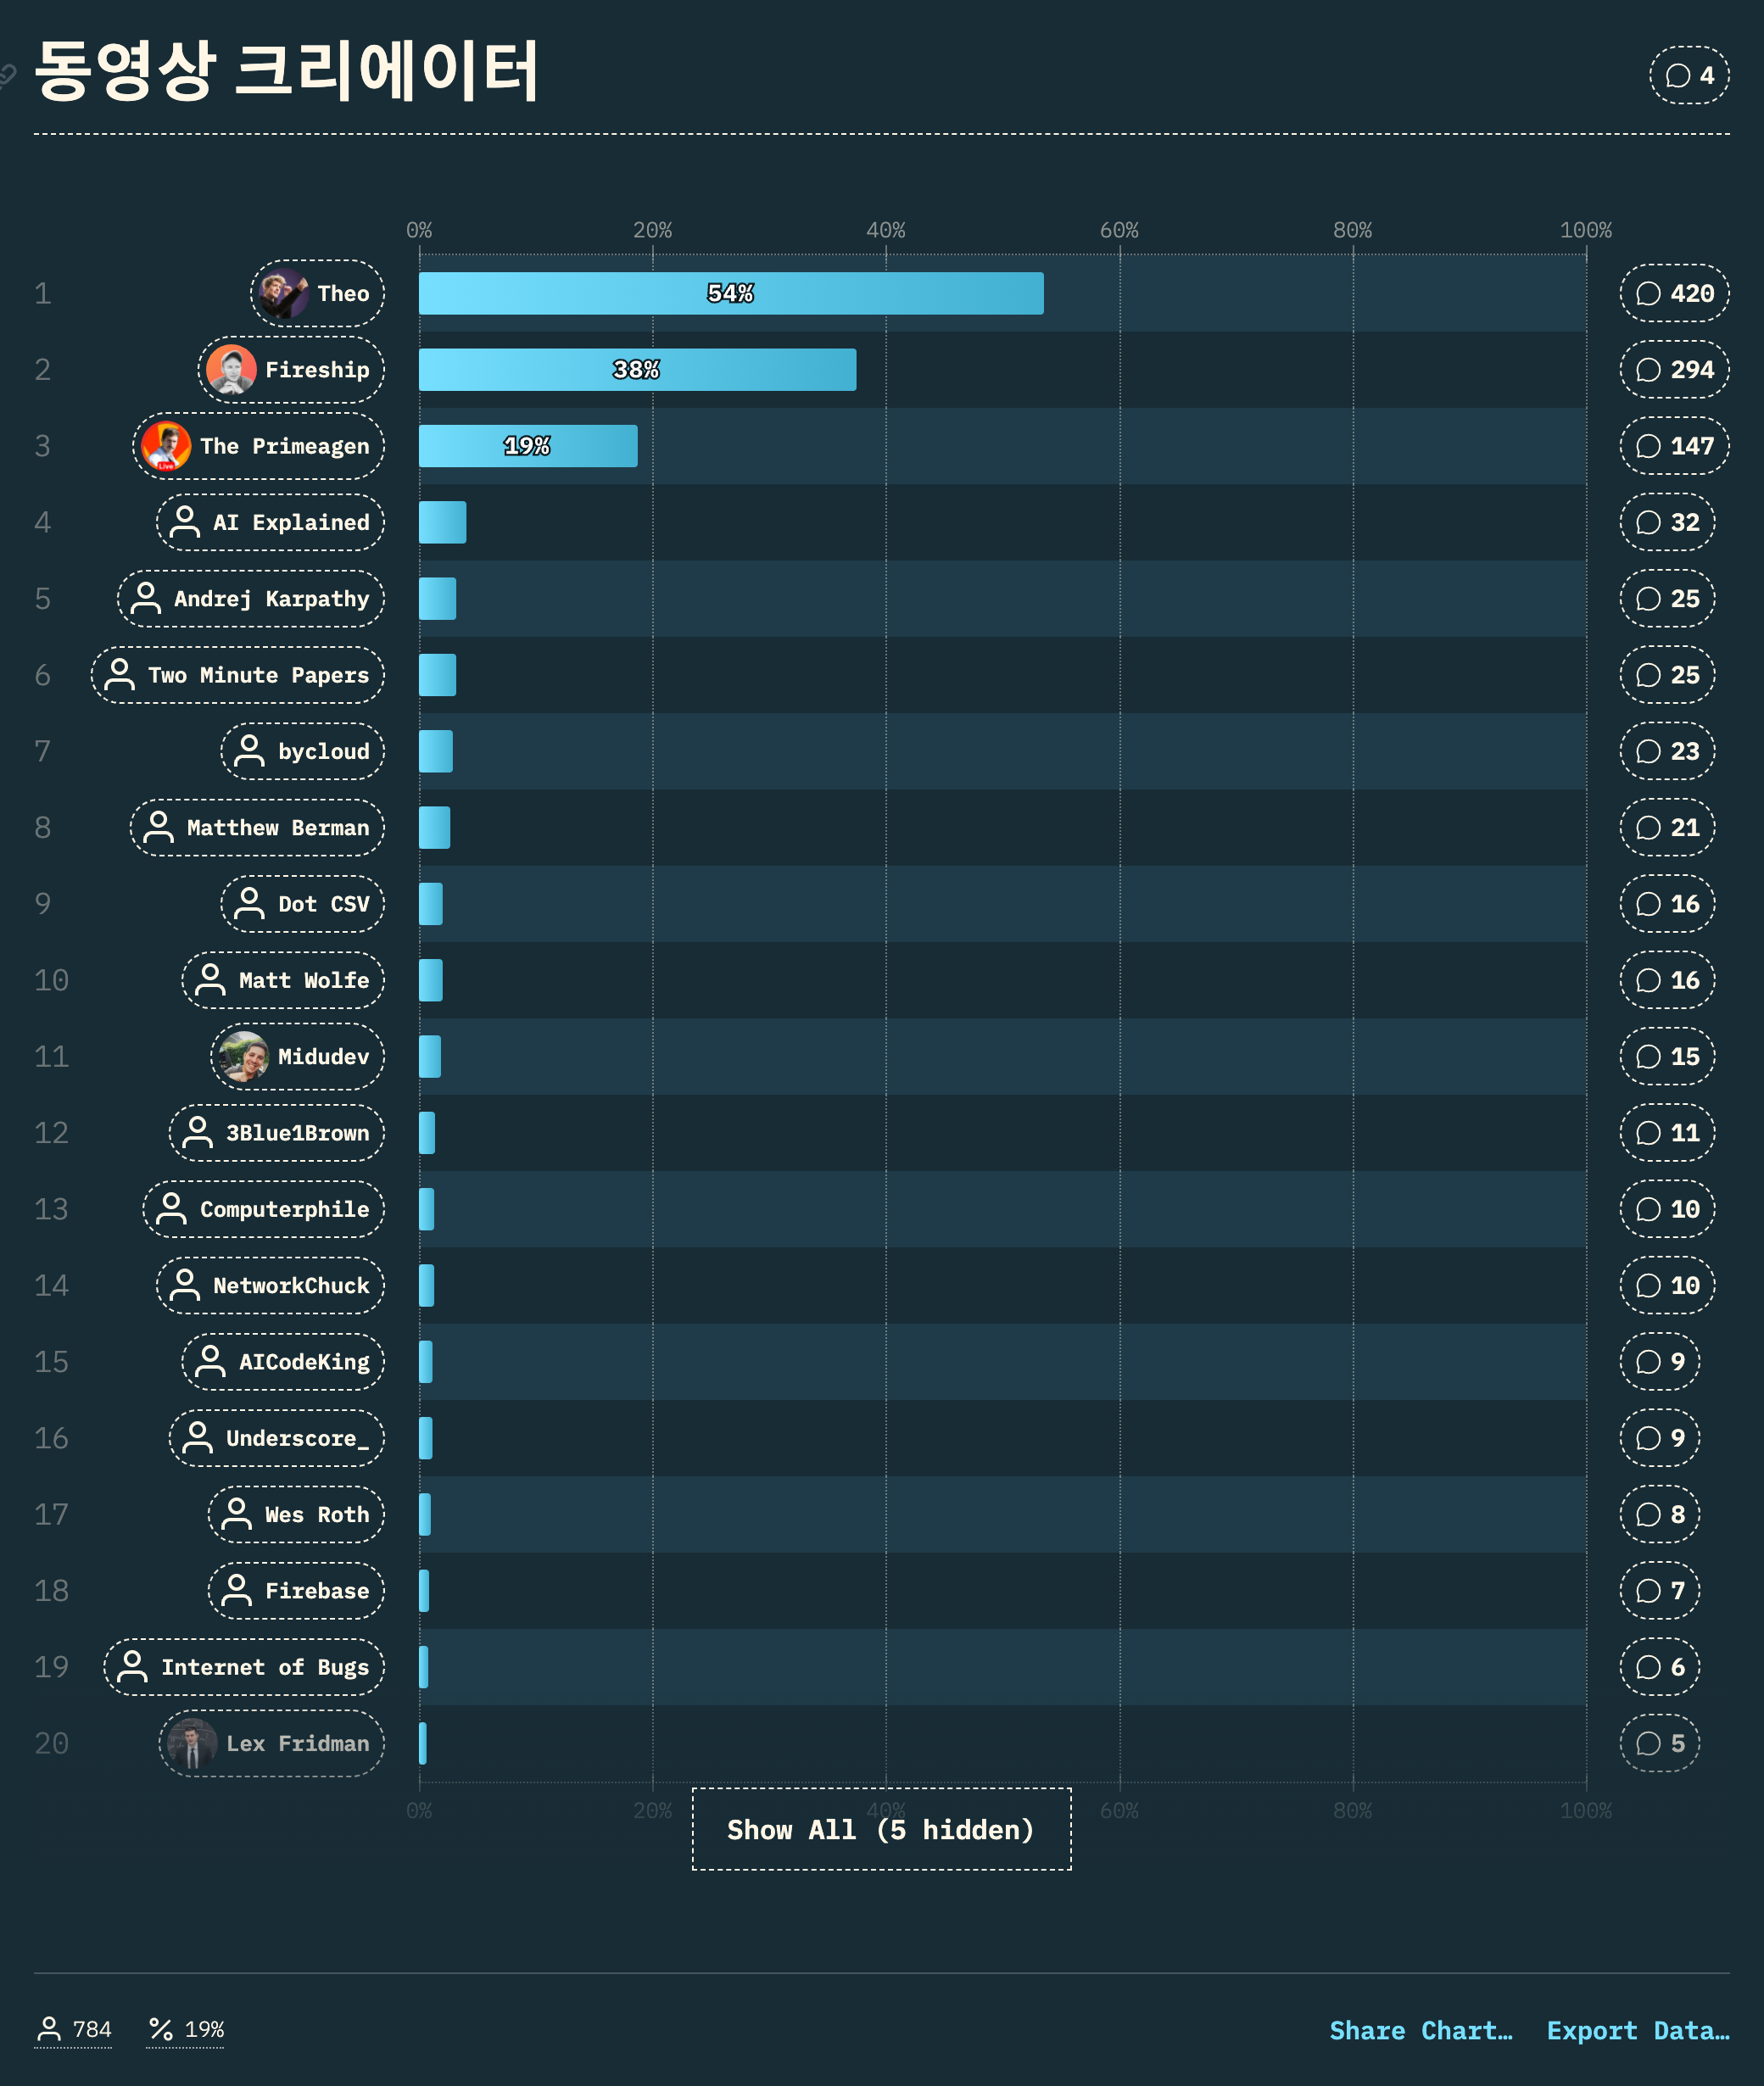 동영상 크리에이터
4
0% 20% 40% 60% 80% 100%
1 Theo 54% 420
2 Fireship 38% 294
3 The Primeagen 19% 147
4 AI Explained 32
5 Andrej Karpathy 25
6 Two Minute Papers 25
7 bycloud 23
8 Matthew Berman 21
9 Dot CSV 16
10 Matt Wolfe 16
11 Midudev 15
12 3Blue1Brown 11
13 Computerphile 10
14 NetworkChuck 10
15 AICodeKing 9
16 Underscore_ 9
17 Wes Roth 8
18 Firebase 7
19 Internet of Bugs 6
20 Lex Fridman 5
0% 20% 40% 60% 80% 100%
Show All (5 hidden)
784 19% Share Chart… Export Data…